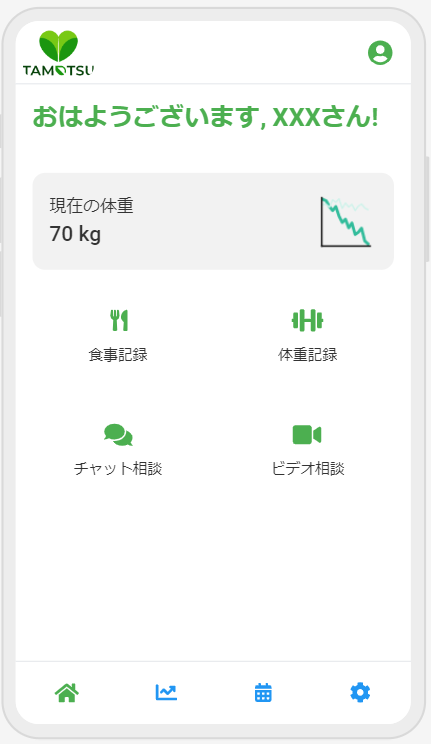 TAMOTSU
おはようございます, XXXさん!
現在の体重
70 kg
食事記録
体重記録
チャット相談
ビデオ相談